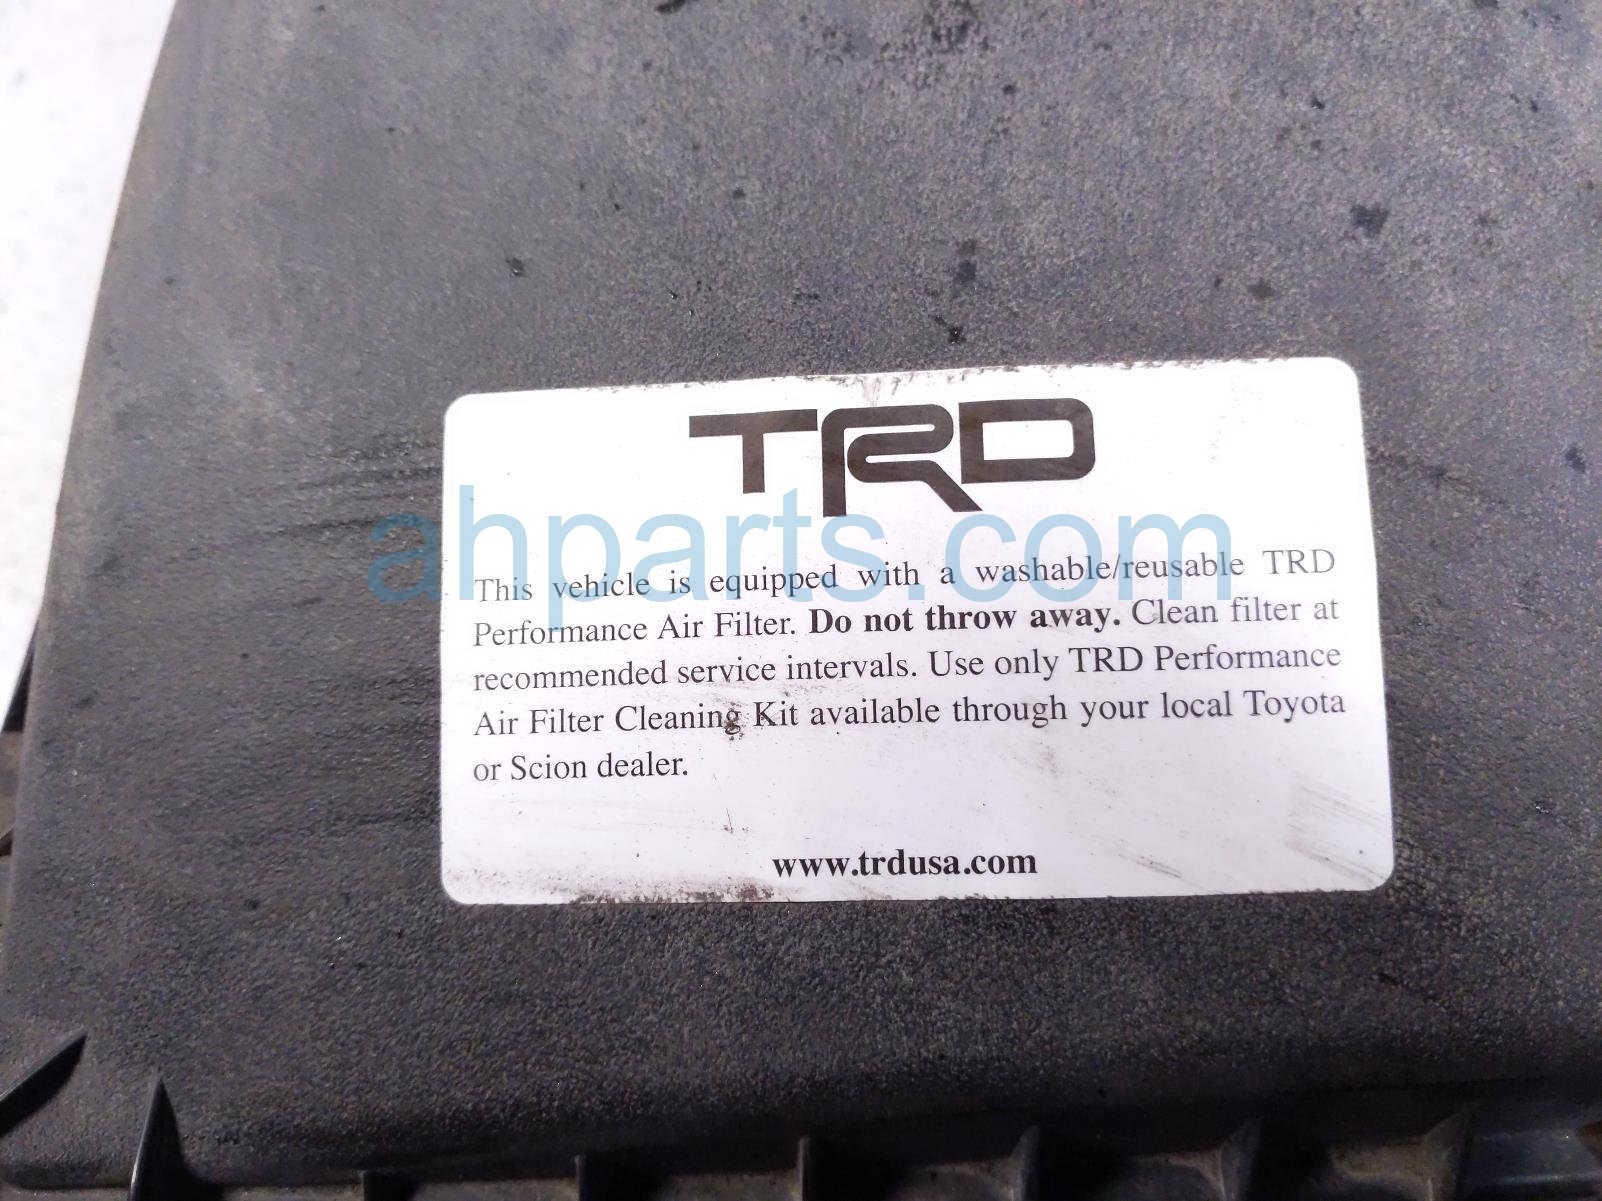 TRD
ahparts.com
This vehicle is equipped with a washable/reusable TRD
Performance Air Filter. Do not throw away. Clean filter at
recommended service intervals. Use only TRD Performance
Air Filter Cleaning Kit available through your local Toyota
or Scion dealer.
www.trdusa.com